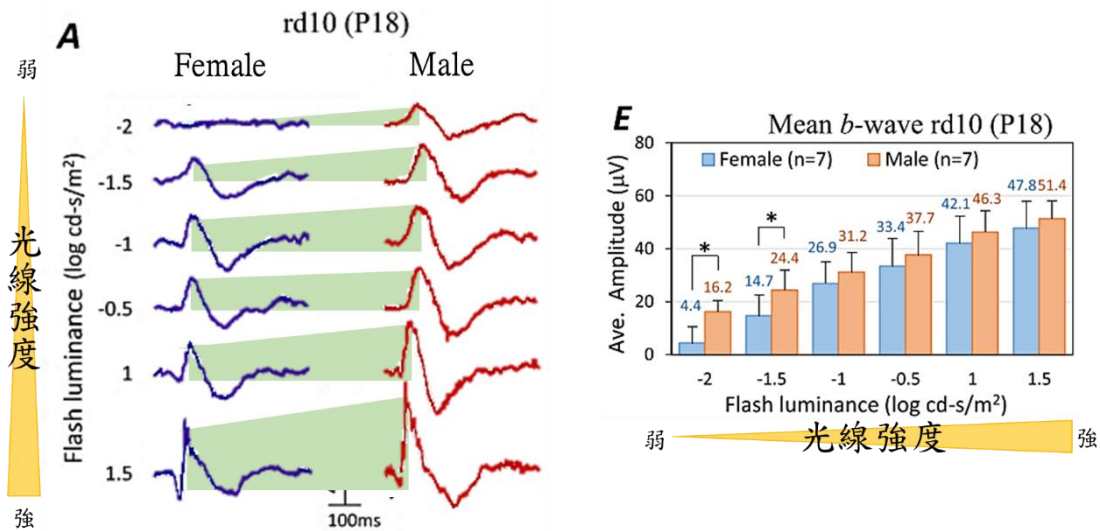 A
rd10 (P18)
Female Male
弱
-2
-1.5
-1
-0.5
1
1.5
Flash luminance (log cd-s/m²)
光線強度
強
100ms
E
Mean b-wave rd10 (P18)
Female (n=7) Male (n=7)
Ave. Amplitude (μV)
80
60
40
20
0
* *
4.4 16.2 14.7 24.4 26.9 31.2 33.4 37.7 42.1 46.3 47.8 51.4
-2 -1.5 -1 -0.5 1 1.5
Flash luminance (log cd-s/m²)
弱 光線強度 強